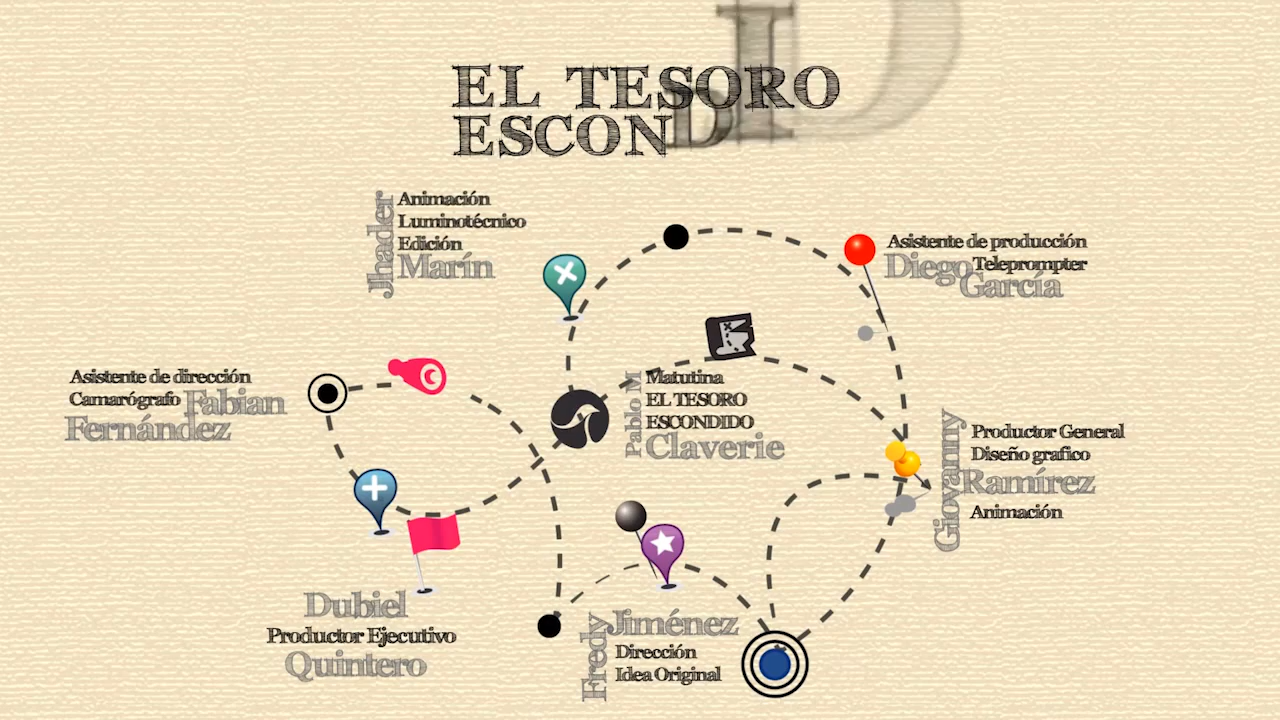 EL TESORO
ESCONDID
Jhader
Animación
Luminotécnico
Edición
Marín
Asistente de producción
Diego Teleprompter
García
Asistente de dirección
Camarógrafo Fabian
Fernández
Pablo M
Matutina
EL TESORO
ESCONDIDO
Claverie
Giovanny
Productor General
Diseño grafico
Ramírez
Animación
Dubiel
Productor Ejecutivo
Quintero
Fredy
Jiménez
Dirección
Idea Original